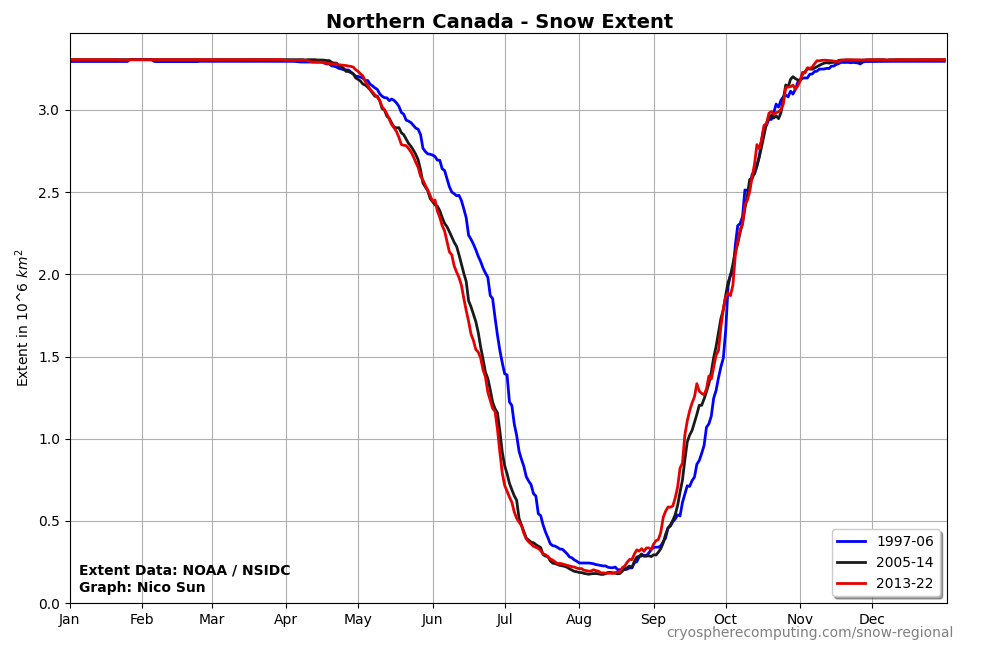 Northern Canada - Snow Extent
Extent in 10^6 km²
3.0
2.5
2.0
1.5
1.0
0.5
0.0
Extent Data: NOAA / NSIDC
Graph: Nico Sun
1997-06
2005-14
2013-22
Jan Feb Mar Apr May Jun Jul Aug Sep Oct Nov Dec
cryospherecomputing.com/snow-regional